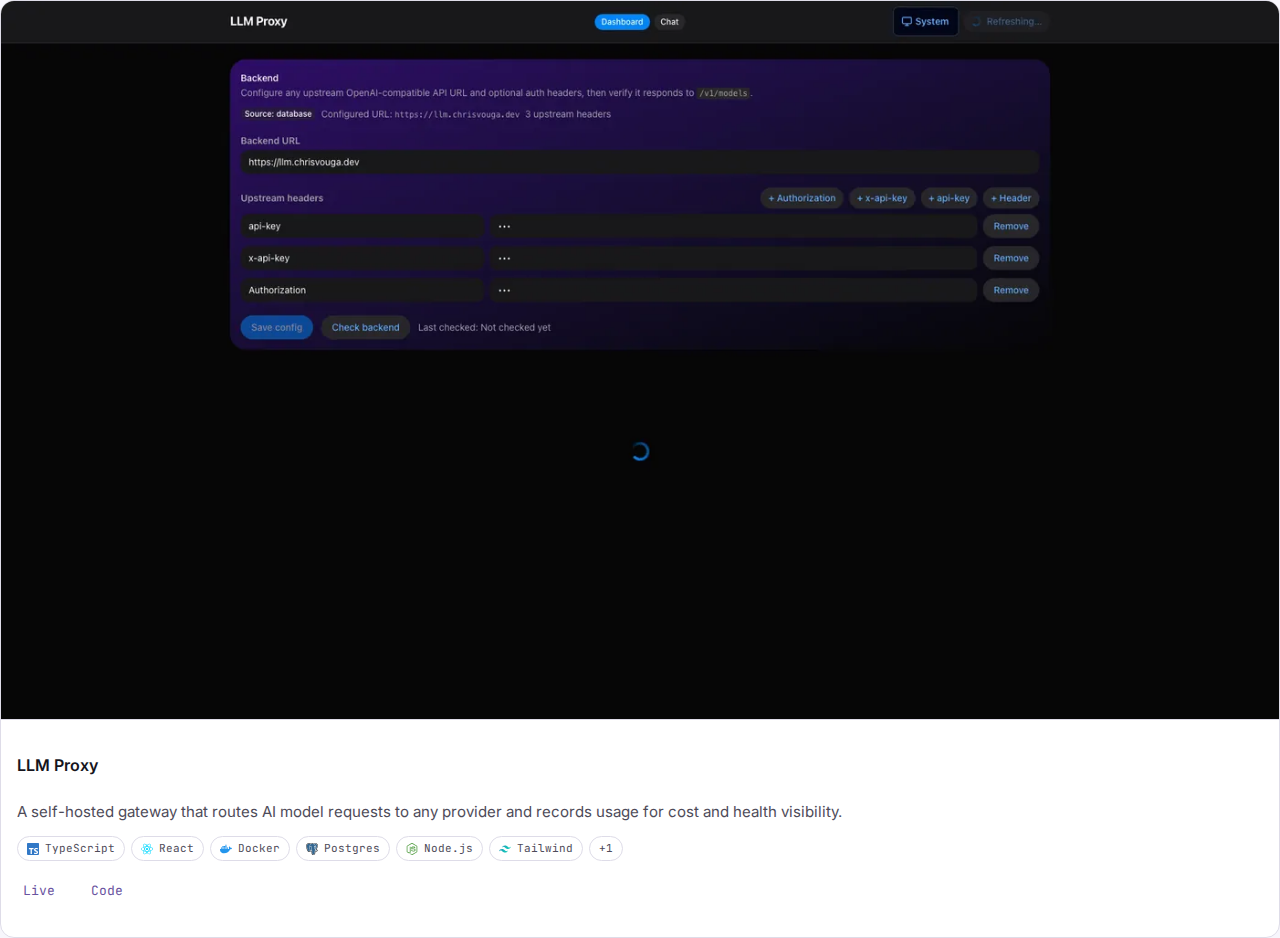 LLM Proxy
Dashboard Chat
System Refreshing...
Backend
Configure any upstream OpenAI-compatible API URL and optional auth headers, then verify it responds to /v1/models.
Source: database Configured URL: https://llm.chrisvouga.dev 3 upstream headers
Backend URL
https://llm.chrisvouga.dev
Upstream headers + Authorization + x-api-key + api-key + Header
api-key ••• Remove
x-api-key ••• Remove
Authorization ••• Remove
Save config Check backend Last checked: Not checked yet
LLM Proxy
A self-hosted gateway that routes AI model requests to any provider and records usage for cost and health visibility.
TypeScript React Docker Postgres Node.js Tailwind +1
Live Code